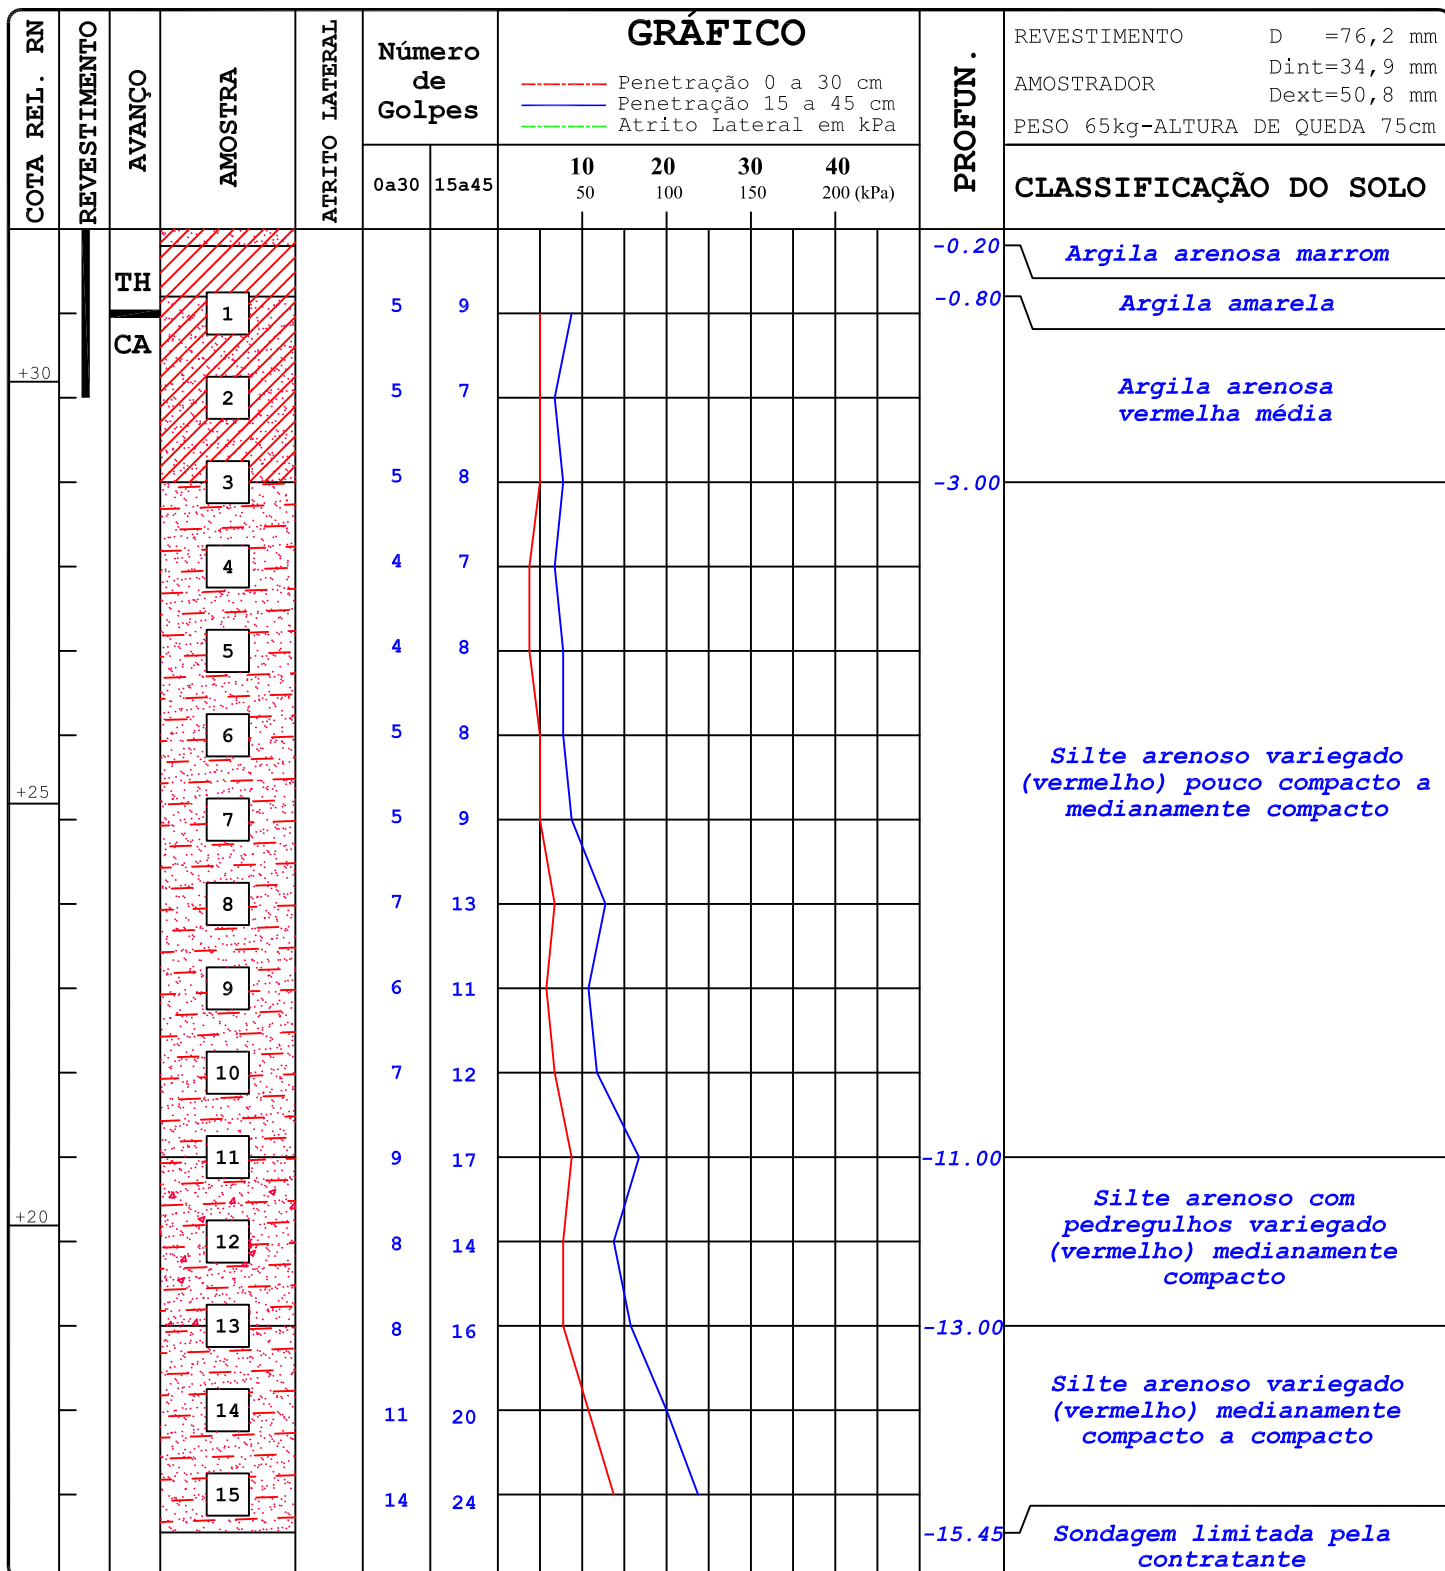 COTA REL. RN
REVESTIMENTO
AVANÇO
AMOSTRA
ATRITO LATERAL
Número
de
Golpes
0a30 15a45
GRÁFICO
Penetração 0 a 30 cm
Penetração 15 a 45 cm
Atrito Lateral em kPa
10 20 30 40
50 100 150 200 (kPa)
PROFUN.
REVESTIMENTO D =76,2 mm
Dint=34,9 mm
AMOSTRADOR
Dext=50,8 mm
PESO 65kg-ALTURA DE QUEDA 75cm
CLASSIFICAÇÃO DO SOLO
-0.20 Argila arenosa marrom
TH
-0.80 Argila amarela
1 5 9
CA
+30
Argila arenosa
vermelha média
2 5 7
3 5 8 -3.00
4 4 7
5 4 8
6 5 8
Silte arenoso variegado
(vermelho) pouco compacto a
medianamente compacto
+25
7 5 9
8 7 13
9 6 11
10 7 12
11 9 17 -11.00
Silte arenoso com
pedregulhos variegado
(vermelho) medianamente
compacto
+20
12 8 14
13 8 16 -13.00
Silte arenoso variegado
(vermelho) medianamente
compacto a compacto
14 11 20
15 14 24
-15.45 Sondagem limitada pela
contratante